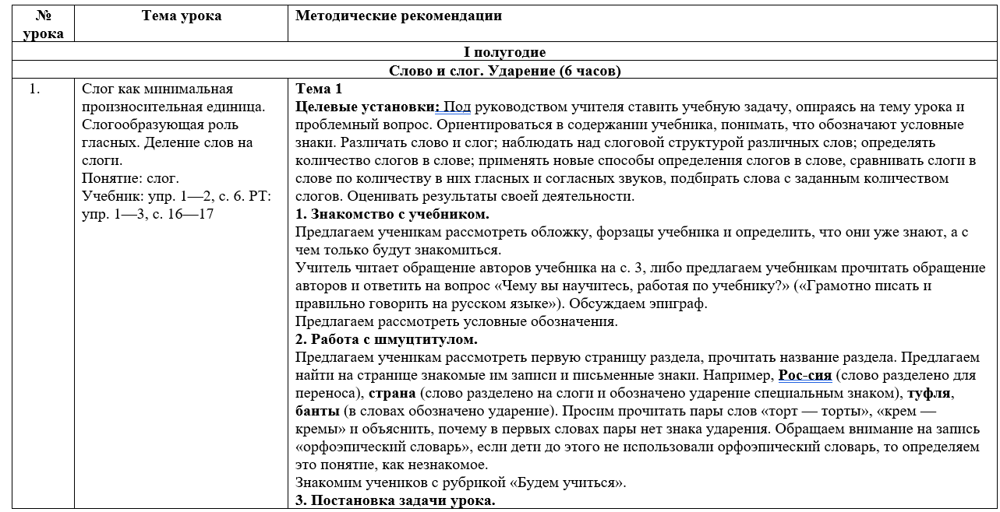 № урока
Тема урока
Методические рекомендации
I полугодие
Слово и слог. Ударение (6 часов)
1.
Слог как минимальная
произносительная единица.
Слогообразующая роль
гласных. Деление слов на
слоги.
Понятие: слог.
Учебник: упр. 1—2, с. 6. РТ:
упр. 1—3, с. 16—17
Тема 1
Целевые установки: Под руководством учителя ставить учебную задачу, опираясь на тему урока и
проблемный вопрос. Ориентироваться в содержании учебника, понимать, что обозначают условные
знаки. Различать слово и слог; наблюдать над слоговой структурой различных слов; определять
количество слогов в слове; применять новые способы определения слогов в слове, сравнивать слоги в
слове по количеству в них гласных и согласных звуков, подбирать слова с заданным количеством
слогов. Оценивать результаты своей деятельности.
1. Знакомство с учебником.
Предлагаем ученикам рассмотреть обложку, форзацы учебника и определить, что они уже знают, а с
чем только будут знакомиться.
Учитель читает обращение авторов учебника на с. 3, либо предлагаем учебникам прочитать обращение
авторов и ответить на вопрос «Чему вы научитесь, работая по учебнику?» («Грамотно писать и
правильно говорить на русском языке»). Обсуждаем эпиграф.
Предлагаем рассмотреть условные обозначения.
2. Работа с шмуцтитулом.
Предлагаем ученикам рассмотреть первую страницу раздела, прочитать название раздела. Предлагаем
найти на странице знакомые им записи и письменные знаки. Например, Рос-сия (слово разделено для
переноса), страна (слово разделено на слоги и обозначено ударение специальным знаком), туфля,
банты (в словах обозначено ударение). Просим прочитать пары слов «торт — торты», «крем —
кремы» и объяснить, почему в первых словах пары нет знака ударения. Обращаем внимание на запись
«орфоэпический словарь», если дети до этого не использовали орфоэпический словарь, то определяем
это понятие, как незнакомое.
Знакомим учеников с рубрикой «Будем учиться».
3. Постановка задачи урока.